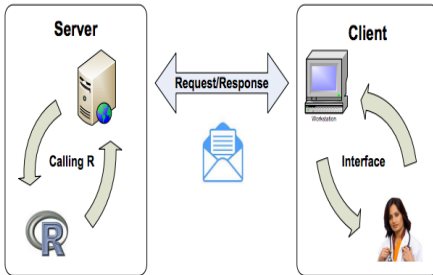 Server
Client
Request/Response
Workstation
Calling R
Interface
R